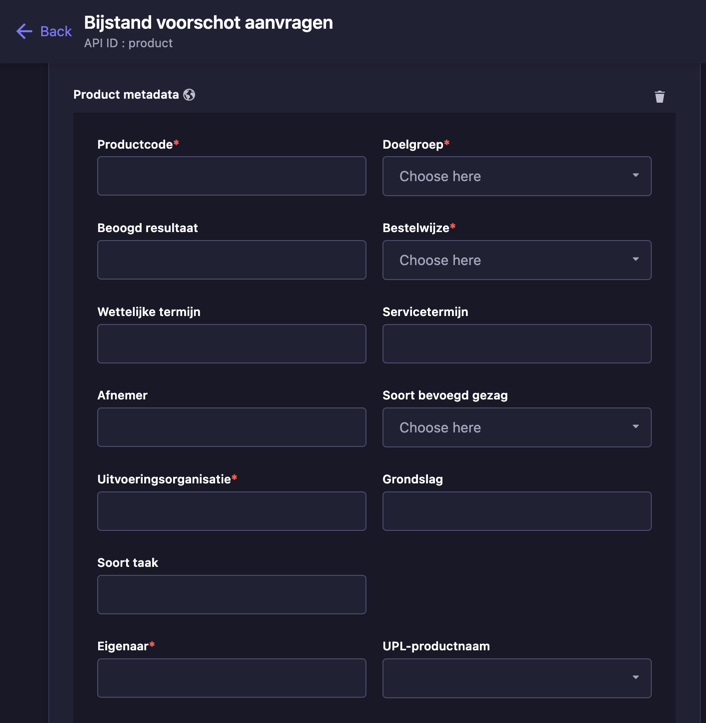 Back
Bijstand voorschot aanvragen
API ID : product
Product metadata
Productcode*
Doelgroep*
Choose here
Beoogd resultaat
Bestelwijze*
Choose here
Wettelijke termijn
Servicetermijn
Afnemer
Soort bevoegd gezag
Choose here
Uitvoeringsorganisatie*
Grondslag
Soort taak
Eigenaar*
UPL-productnaam